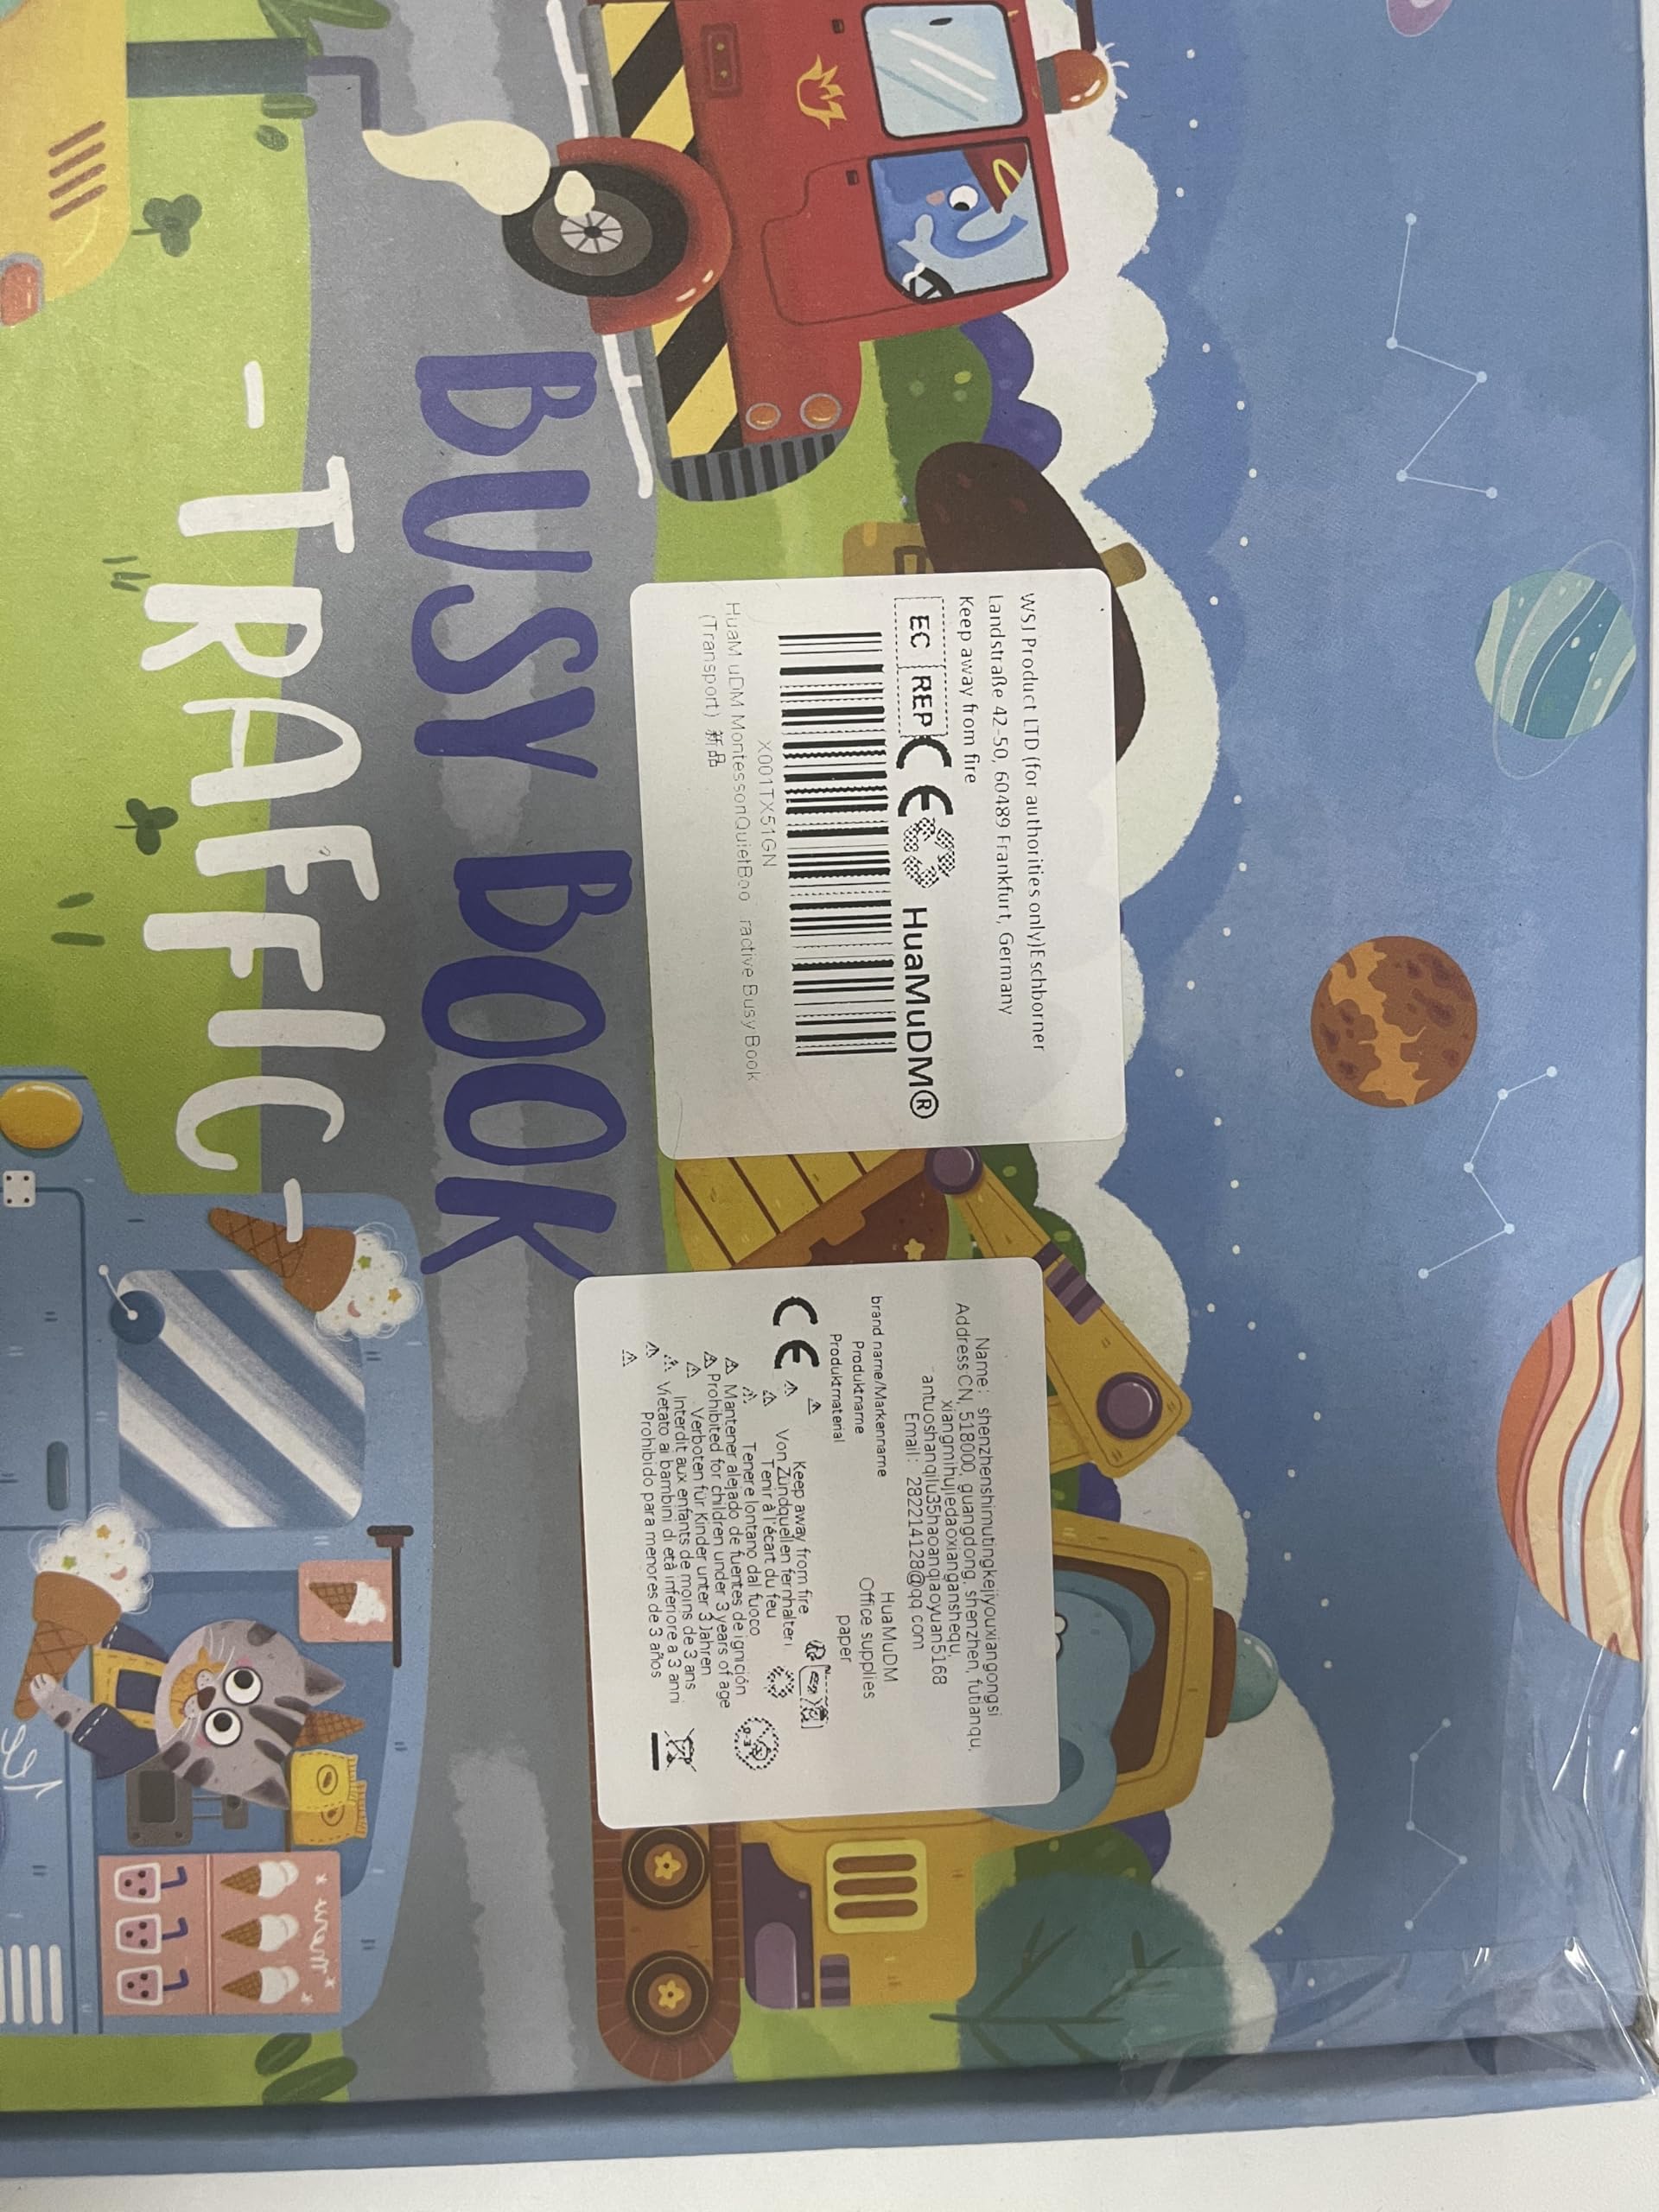 WSJ Product LTD (for authorities only)Eschborner
Landstraße 42-50, 60489 Frankfurt, Germany
Keep away from fire
EC REP CE HuaMuDM®
X001TX51GN
HuaM uDM MontessoriQuietBoo ractive Busy Book
(Transport) 新品
BUSY BOOK
- TRAFFIC -
Name： shenzhenshimutingkejiyouxiangongsi
Address:CN, 518000, guangdong, shenzhen, futianqu,
xiangmihujiedaoxianganshequ,
antuoshanqilu35haoanqiaoyuan5168
Email： 282214128@qq.com
brand name/Markenname HuaMuDM
Produktname Office supplies
Produktmaterial paper
CE
Keep away from fire
Von Zündquellen fernhalten
Tenir à l'écart du feu
Tenere lontano dal fuoco
Mantener alejado de fuentes de ignición
Prohibited for children under 3 years of age
Verboten für Kinder unter 3 Jahren
Interdit aux enfants de moins de 3 ans
Vietato ai bambini di età inferiore a 3 anni
Prohibido para menores de 3 años